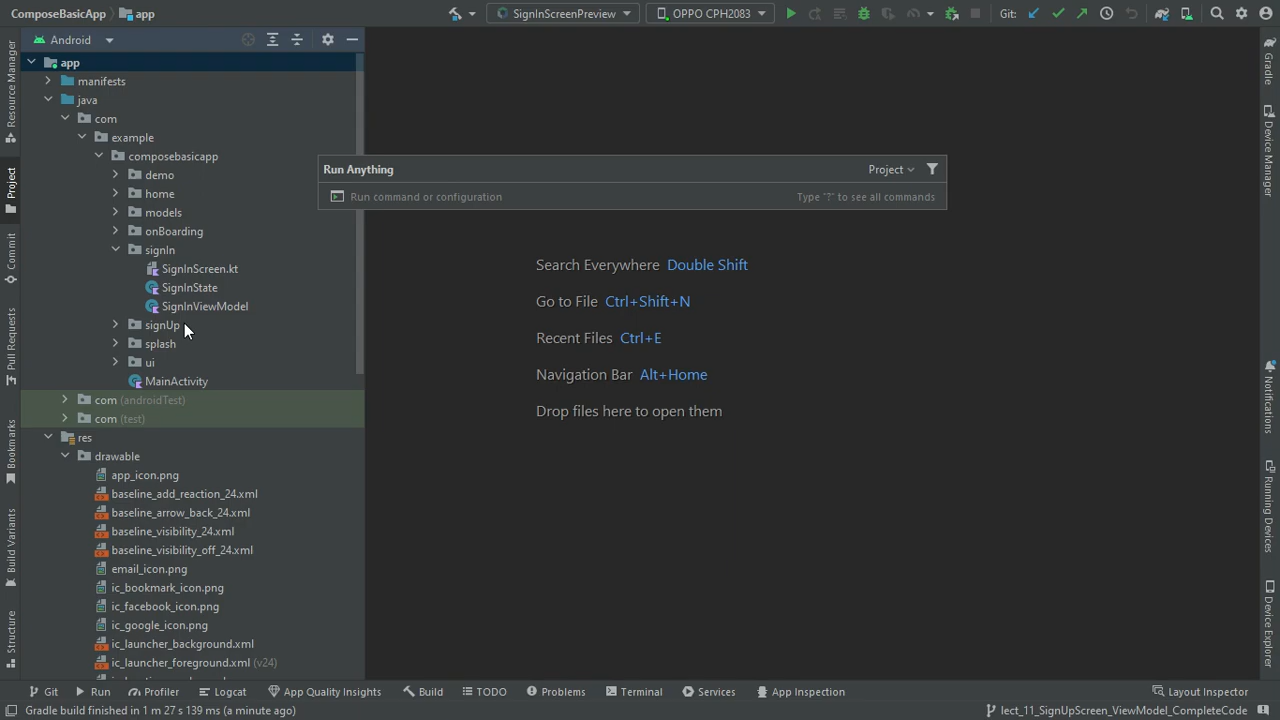 ComposeBasicApp app SignInScreenPreview OPPO CPH2083 Git:
Android
app
manifests
java
com
example
composebasicapp
demo
home
models
onBoarding
signIn
SignInScreen.kt
SignInState
SignInViewModel
signUp
splash
ui
MainActivity
com (androidTest)
com (test)
res
drawable
app_icon.png
baseline_add_reaction_24.xml
baseline_arrow_back_24.xml
baseline_visibility_24.xml
baseline_visibility_off_24.xml
email_icon.png
ic_bookmark_icon.png
ic_facebook_icon.png
ic_google_icon.png
ic_launcher_background.xml
ic_launcher_foreground.xml (v24)
Run Anything Project
Run command or configuration Type "?" to see all commands
Search Everywhere Double Shift
Go to File Ctrl+Shift+N
Recent Files Ctrl+E
Navigation Bar Alt+Home
Drop files here to open them
Resource Manager
Project
Commit
Pull Requests
Bookmarks
Build Variants
Structure
Gradle
Device Manager
Notifications
Running Devices
Device Explorer
Git Run Profiler Logcat App Quality Insights Build TODO Problems Terminal Services App Inspection Layout Inspector
Gradle build finished in 1 m 27 s 139 ms (a minute ago) lect_11_SignUpScreen_ViewModel_CompleteCode